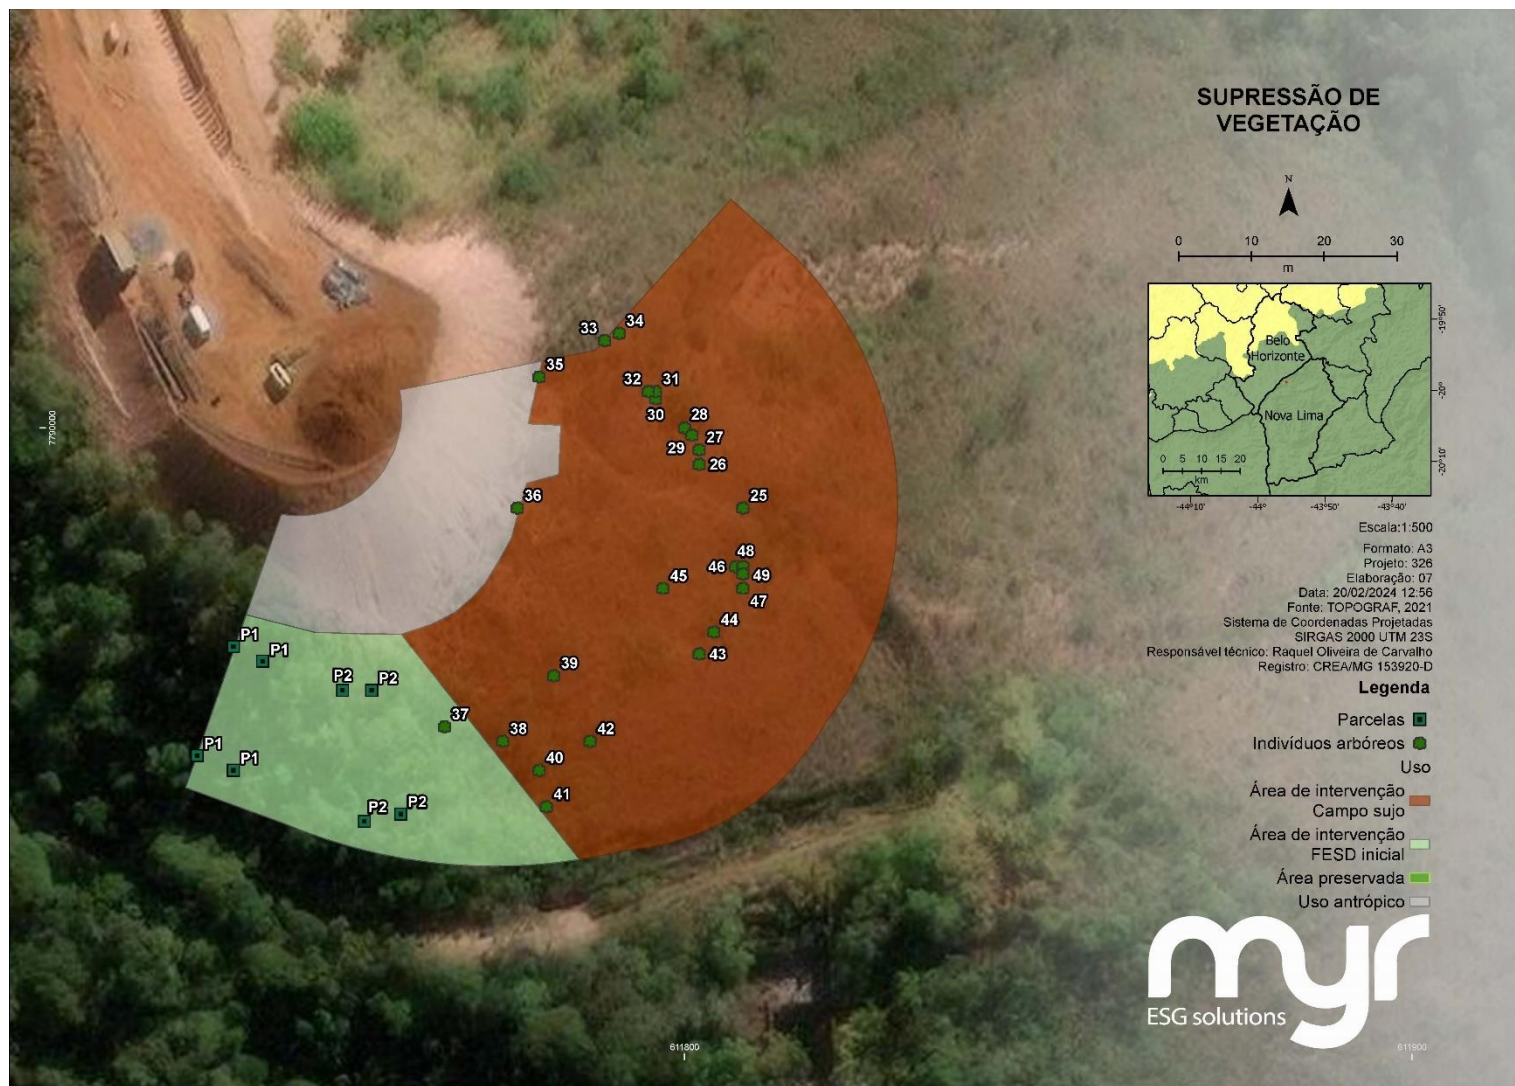 SUPRESSÃO DE
VEGETAÇÃO
N
0 10 20 30
m
Belo
Horizonte
Nova Lima
0 5 10 15 20
km
-19°50'
-20°
-20°10'
-44°10' -44° -43°50' -43°40'
Escala:1:500
Formato: A3
Projeto: 326
Elaboração: 07
Data: 20/02/2024 12:56
Fonte: TOPOGRAF, 2021
Sistema de Coordenadas Projetadas
SIRGAS 2000 UTM 23S
Responsável técnico: Raquel Oliveira de Carvalho
Registro: CREA/MG 153920-D
Legenda
Parcelas
Indivíduos arbóreos
Uso
Área de intervenção
Campo sujo
Área de intervenção
FESD inicial
Área preservada
Uso antrópico
myr
ESG solutions
34
33
35
32 31
30
28
27
29
26
25
36
48
46
49
45
47
44
43
39
37
38
42
40
41
P1
P1
P2 P2
P1
P1
P2 P2
7790000
611800
611900